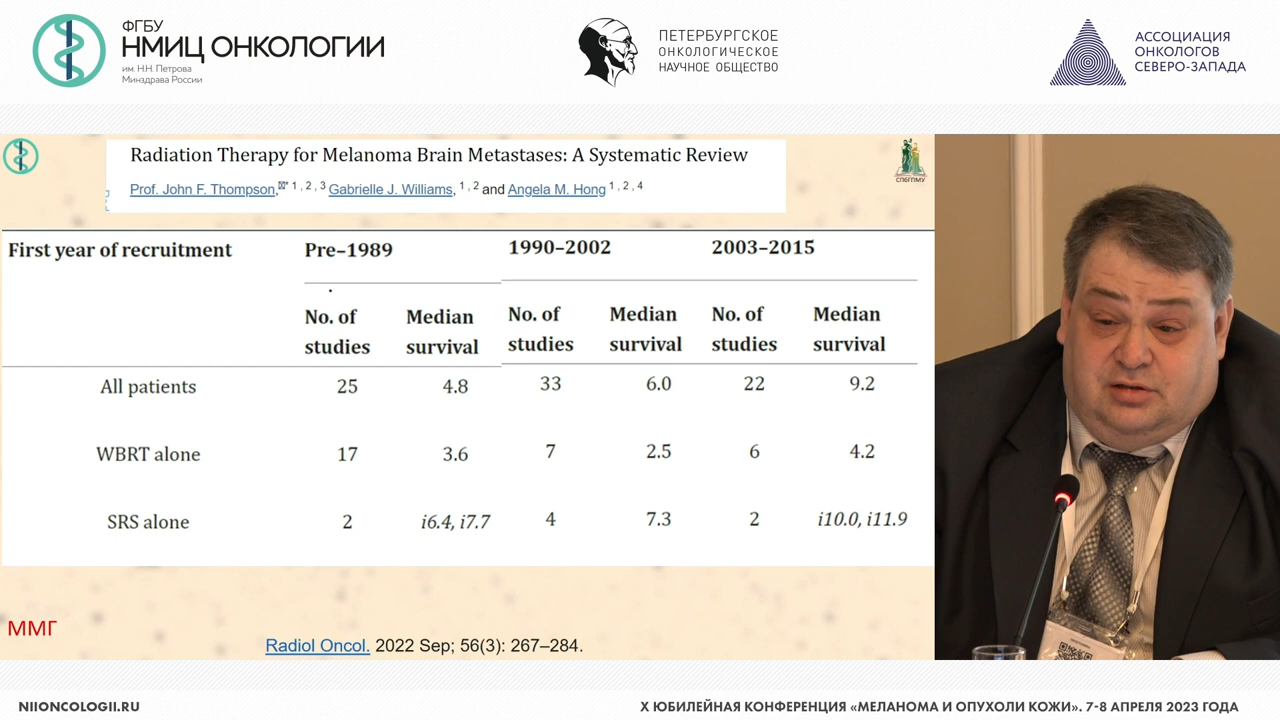 ФГБУ
НМИЦ ОНКОЛОГИИ
им. Н.Н. Петрова
Минздрава России
ПЕТЕРБУРГСКОЕ
ОНКОЛОГИЧЕСКОЕ
НАУЧНОЕ ОБЩЕСТВО
АССОЦИАЦИЯ
ОНКОЛОГОВ
СЕВЕРО-ЗАПАДА
Radiation Therapy for Melanoma Brain Metastases: A Systematic Review
Prof. John F. Thompson,✉* 1, 2, 3 Gabrielle J. Williams, 1, 2 and Angela M. Hong 1, 2, 4
СПбГПМУ
First year of recruitment Pre–1989 1990–2002 2003–2015
No. of studies Median survival No. of studies Median survival No. of studies Median survival
All patients 25 4.8 33 6.0 22 9.2
WBRT alone 17 3.6 7 2.5 6 4.2
SRS alone 2 i6.4, i7.7 4 7.3 2 i10.0, i11.9
ММГ
Radiol Oncol. 2022 Sep; 56(3): 267–284.
NIIONCOLOGII.RU
X ЮБИЛЕЙНАЯ КОНФЕРЕНЦИЯ «МЕЛАНОМА И ОПУХОЛИ КОЖИ». 7-8 АПРЕЛЯ 2023 ГОДА